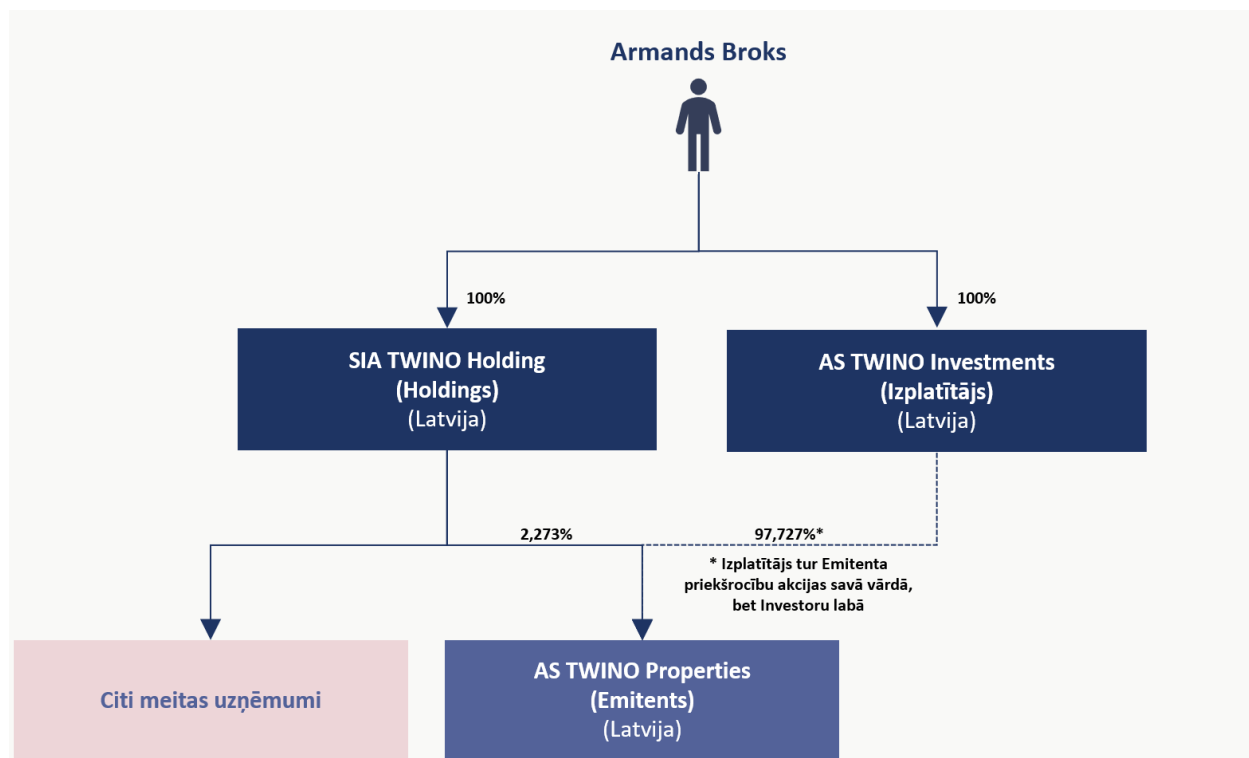 Armands Broks
100%
100%
SIA TWINO Holding
(Holdings)
(Latvija)
AS TWINO Investments
(Izplatītājs)
(Latvija)
2,273%
97,727%*
* Izplatītājs tur Emitenta
priekšrocību akcijas savā vārdā,
bet Investoru labā
Citi meitas uzņēmumi
AS TWINO Properties
(Emitents)
(Latvija)